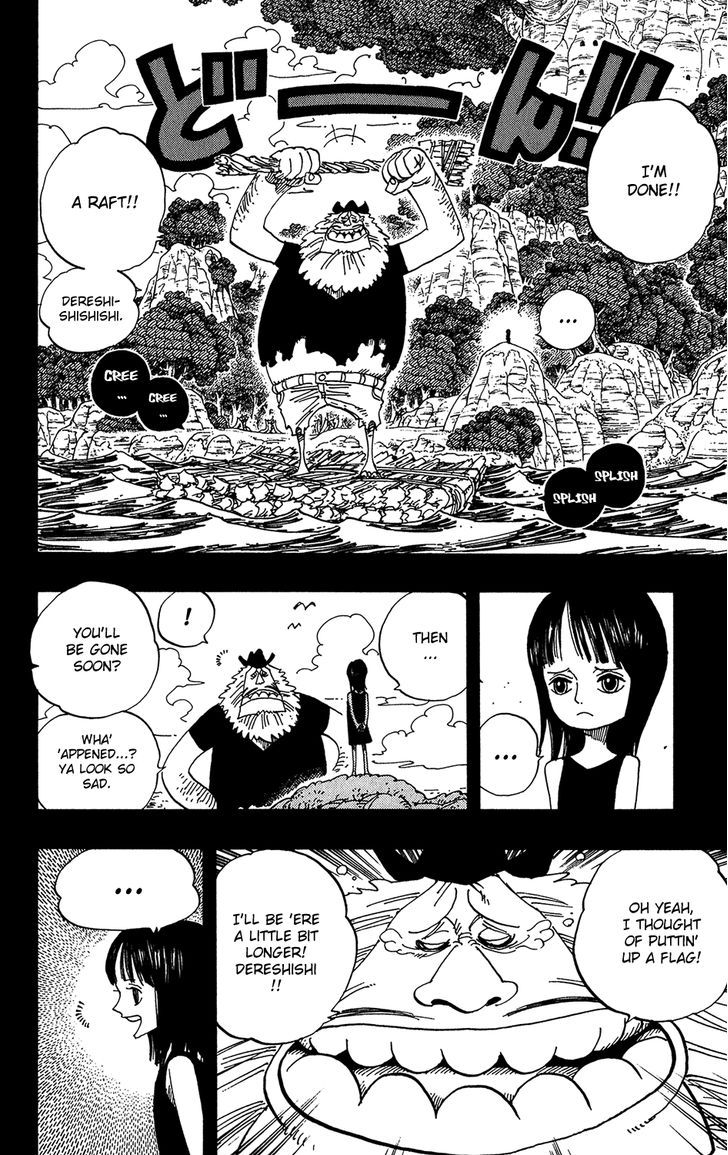 どーん!!
I'M
DONE!!
A RAFT!!
DERESHI-
SHISHISHI.
...
CREE
...
CREE
...
SPLISH
SPLISH
...
THEN
...
!
YOU'LL
BE GONE
SOON?
WHA'
'APPENED...?
YA LOOK SO
SAD.
OH YEAH,
I THOUGHT
OF PUTTIN'
UP A FLAG!
I'LL BE 'ERE
A LITTLE BIT
LONGER!
DERESHISHI
!!
...